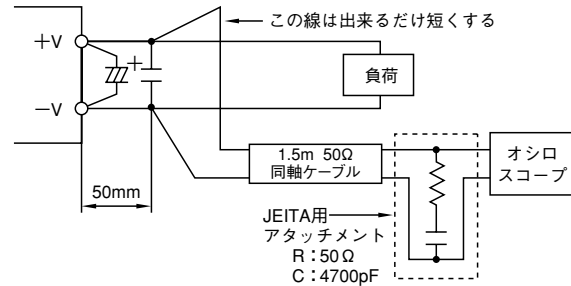 この線は出来るだけ短くする
+V
+
負荷
−V
1.5m 50Ω
同軸ケーブル
オシロ
スコープ
50mm
JEITA用
アタッチメント
R：50Ω
C：4700pF